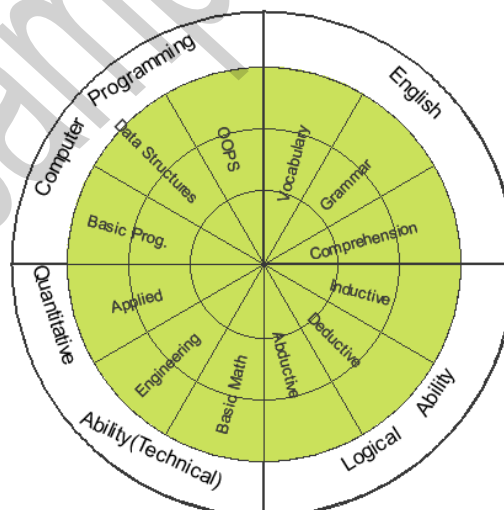 Computer Programming
English
Data Structures
OOPS
Vocabulary
Grammar
Basic Prog.
Comprehension
Applied
Inductive
Engineering
Deductive
Basic Math
Abductive
Quantitative
Ability(Technical)
Logical Ability